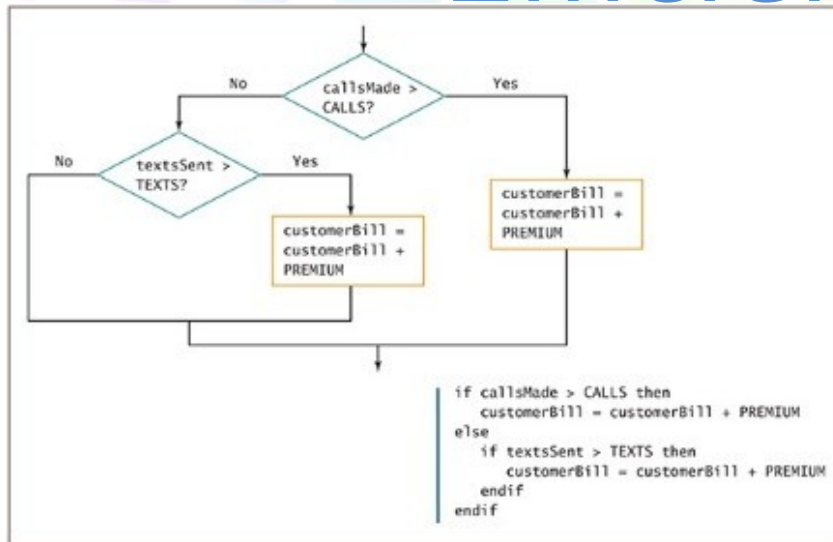 callsMade >
CALLS?
No
Yes
textsSent >
TEXTS?
No
Yes
customerBill =
customerBill +
PREMIUM
customerBill =
customerBill +
PREMIUM
if callsMade > CALLS then
customerBill = customerBill + PREMIUM
else
if textsSent > TEXTS then
customerBill = customerBill + PREMIUM
endif
endif